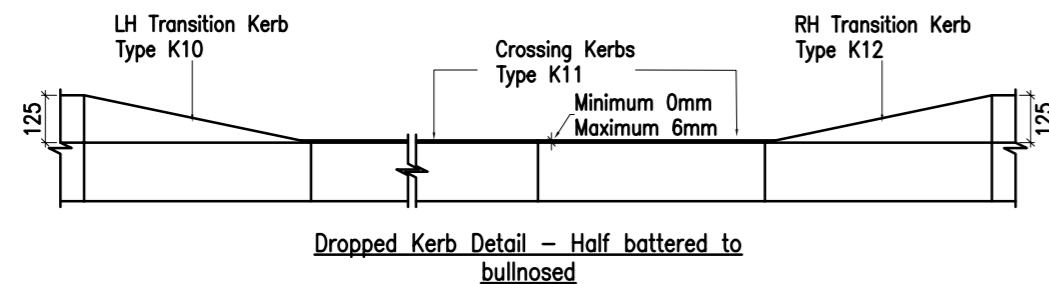 LH Transition Kerb
Type K10
RH Transition Kerb
Type K12
Crossing Kerbs
Type K11
Minimum 0mm
Maximum 6mm
125
125
Dropped Kerb Detail – Half battered to
bullnosed